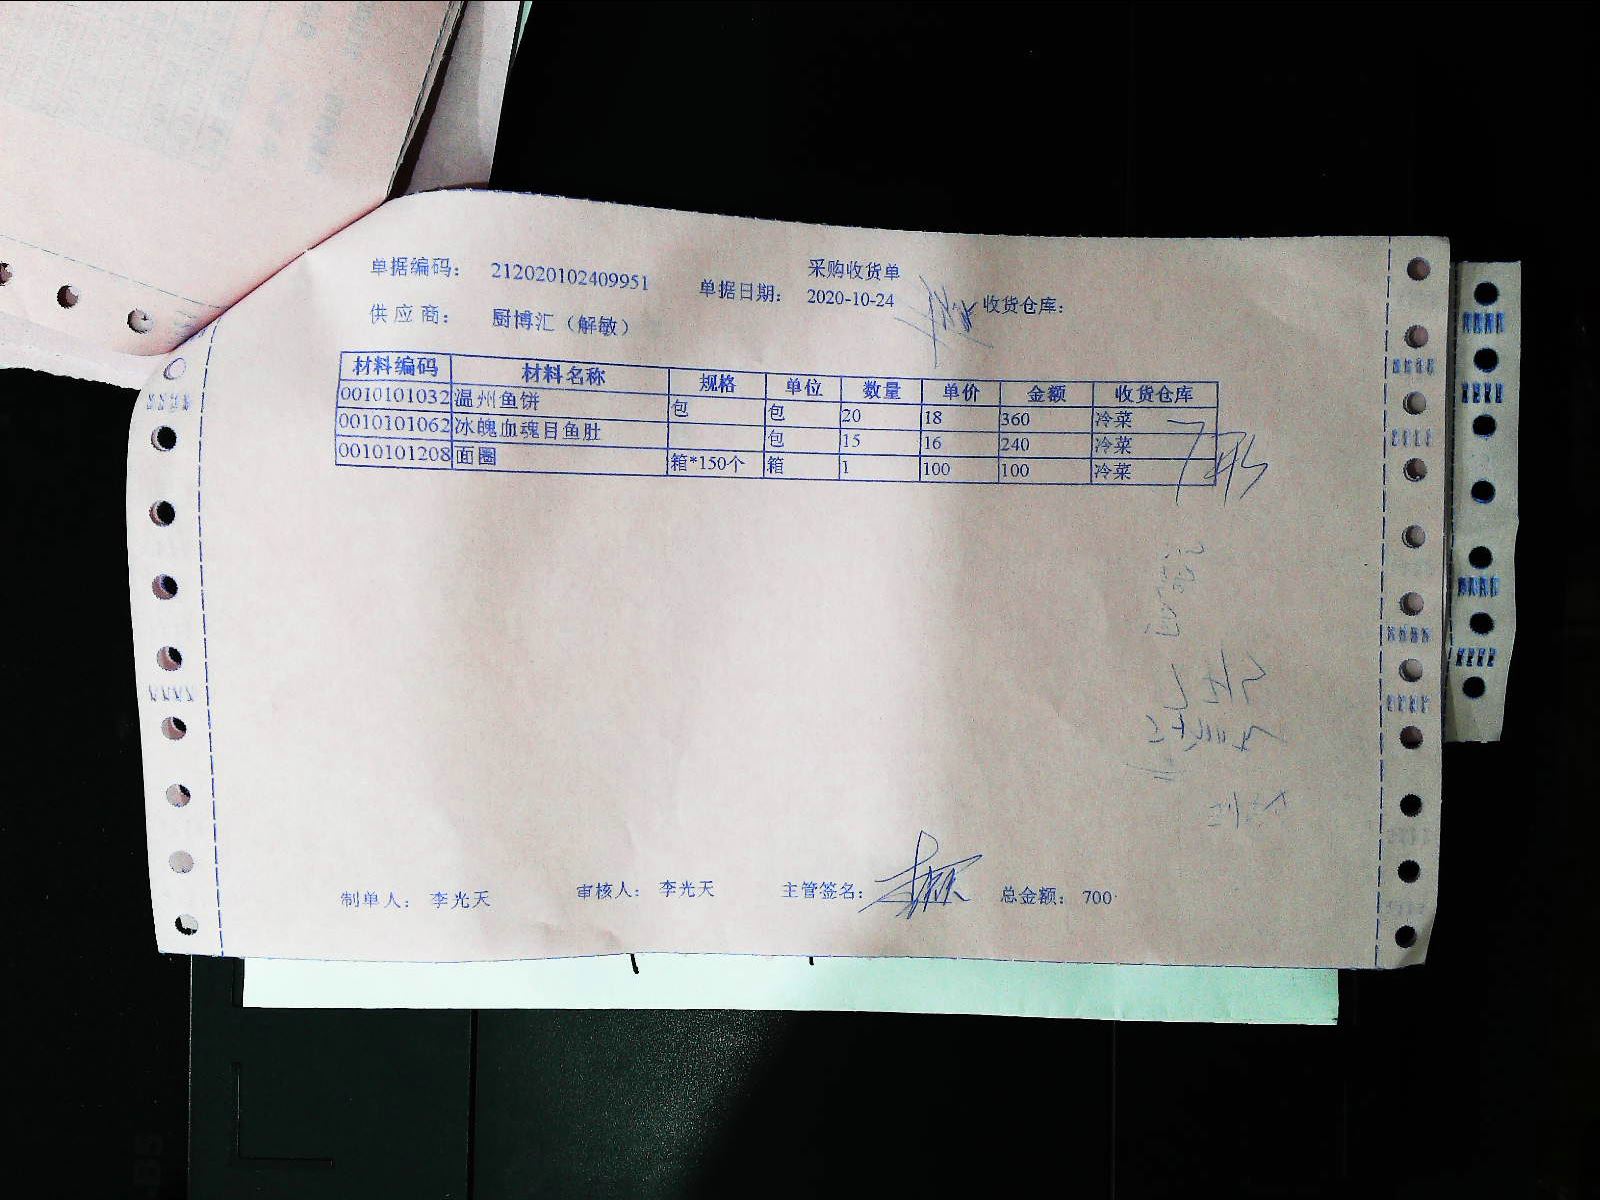 采购收货单
单据编码： 212020102409951 单据日期： 2020-10-24 收货仓库：
供应商： 厨博汇（解敏）
材料编码 材料名称 规格 单位 数量 单价 金额 收货仓库
0010101032 温州鱼饼 包 包 20 18 360 冷菜
0010101062 冰魄血魂目鱼肚 包 15 16 240 冷菜
0010101208 面圈 箱*150个 箱 1 100 100 冷菜
制单人： 李光天 审核人： 李光天 主管签名： 总金额： 700